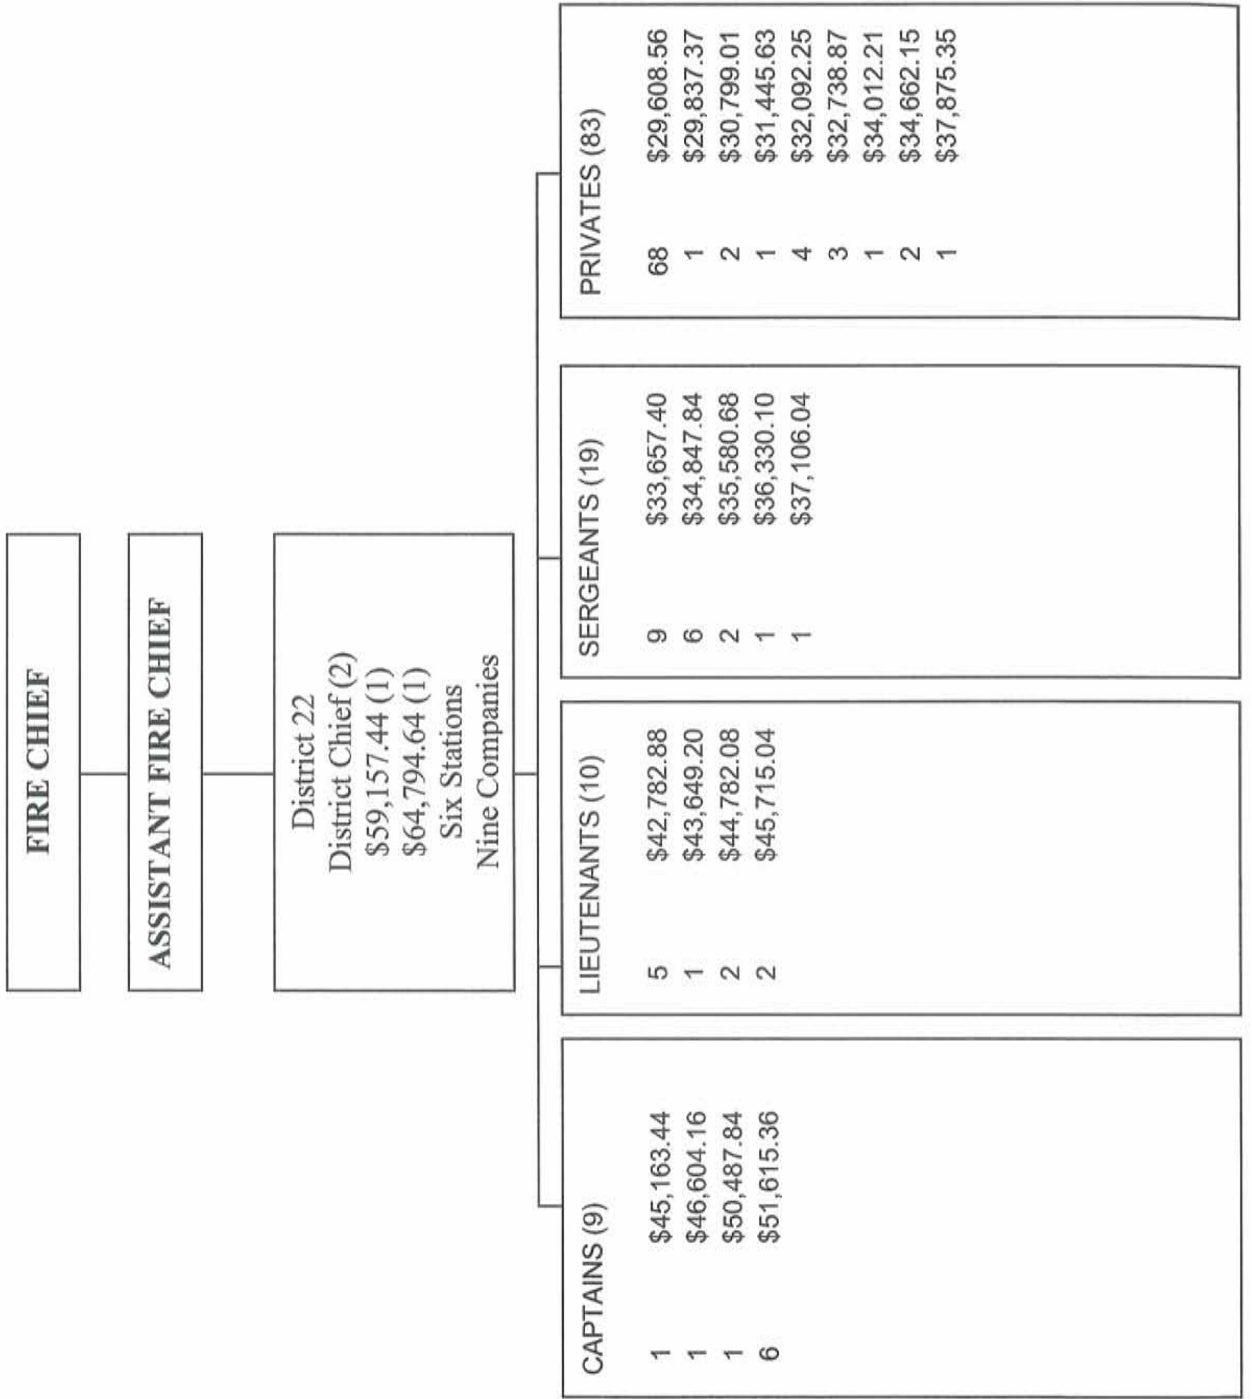 FIRE CHIEF
ASSISTANT FIRE CHIEF
District 22
District Chief (2)
$59,157.44 (1)
$64,794.64 (1)
Six Stations
Nine Companies
CAPTAINS (9)
1 $45,163.44
1 $46,604.16
1 $50,487.84
6 $51,615.36
LIEUTENANTS (10)
5 $42,782.88
1 $43,649.20
2 $44,782.08
2 $45,715.04
SERGEANTS (19)
9 $33,657.40
6 $34,847.84
2 $35,580.68
1 $36,330.10
1 $37,106.04
PRIVATES (83)
68 $29,608.56
1 $29,837.37
2 $30,799.01
1 $31,445.63
4 $32,092.25
3 $32,738.87
1 $34,012.21
2 $34,662.15
1 $37,875.35